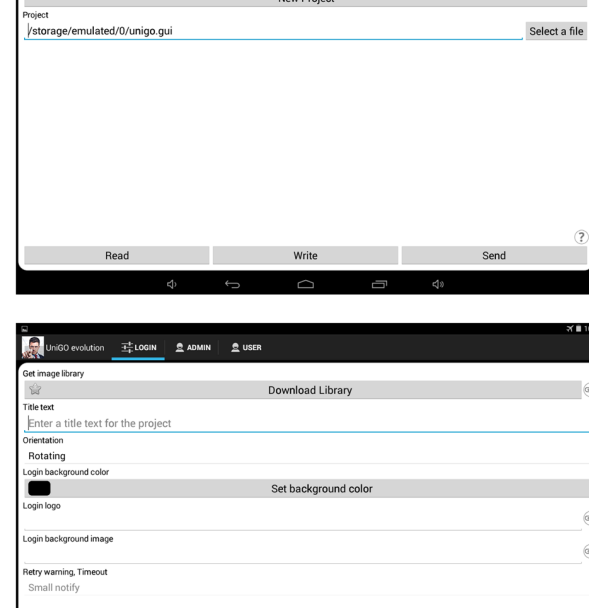 New Project
Project
/storage/emulated/0/unigo.gui
Select a file
?
Read Write Send
UniGO evolution LOGIN ADMIN USER
Get image library
Download Library
Title text
Enter a title text for the project
Orientation
Rotating
Login background color
Set background color
Login logo
Login background image
Retry warning, Timeout
Small notify